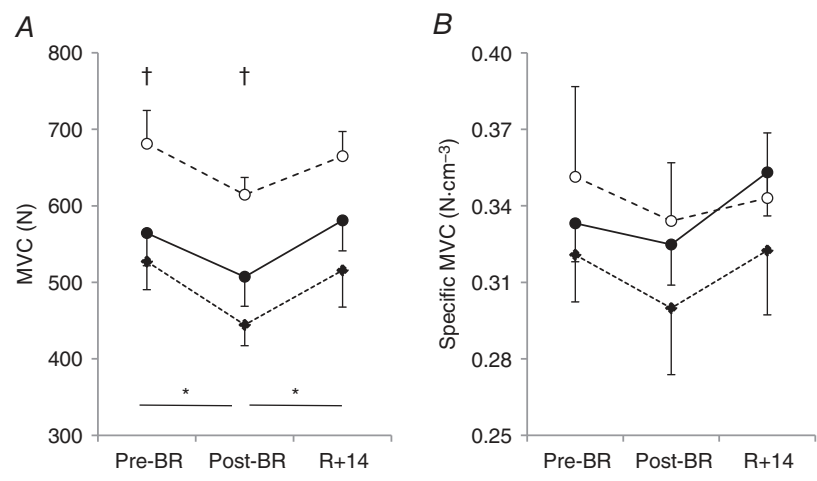 A
800
700
600
500
400
300
MVC (N)
† †
* *
Pre-BR Post-BR R+14
B
0.40
0.37
0.34
0.31
0.28
0.25
Specific MVC (N·cm⁻³)
Pre-BR Post-BR R+14